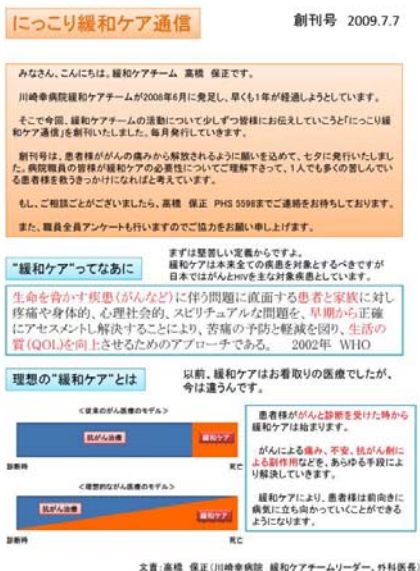 にっこり緩和ケア通信
創刊号 2009.7.7
みなさん、こんにちは。緩和ケアチーム 高橋 保正です。
川崎幸病院緩和ケアチームが2008年6月に発足し、早くも1年が経過しようとしています。
そこで今回、緩和ケアチームの活動について少しずつ皆様にお伝えしていこうと「にっこり緩
和ケア通信」を創刊いたしました。毎月発行していきます。
創刊号は、患者様ががんの痛みから解放されるように願いを込めて、七夕に発行いたしまし
た。病院職員の皆様が緩和ケアの必要性についてご理解下さって、1人でも多くの苦しんでい
る患者様を救うきっかけになればと考えています。
もし、ご相談ごとがございましたら、高橋 保正 PHS 5598までご連絡をお待ちしております。
また、職員全員アンケートも行いますのでご協力をお願い申し上げます。
"緩和ケア"ってなあに
まずは堅苦しい定義からですよ。
緩和ケアは本来全ての疾患を対象とするべきですが
日本ではがんとHIVを主な対象疾患としています。
生命を脅かす疾患(がんなど)に伴う問題に直面する患者と家族に対し
疼痛や身体的、心理社会的、スピリチュアルな問題を、早期から正確
にアセスメントし解決することにより、苦痛の予防と軽減を図り、生活の
質(QOL)を向上させるためのアプローチである。 2002年 WHO
理想の"緩和ケア"とは
以前、緩和ケアはお看取りの医療でしたが、
今は違うんです。
<従来のがん医療のモデル>
抗がん治療
緩和ケア
診断時
死亡
<理想的ながん医療のモデル>
抗がん治療
緩和ケア
診断時
死亡
患者様ががんと診断を受けた時から
緩和ケアは始まります。
がんによる痛み、不安、抗がん剤に
よる副作用などを、あらゆる手段によ
り解決していきます。
緩和ケアにより、患者様は前向きに
病気に立ち向かっていくことができる
ようになります。
文責:高橋 保正(川崎幸病院 緩和ケアチームリーダー、外科医長)